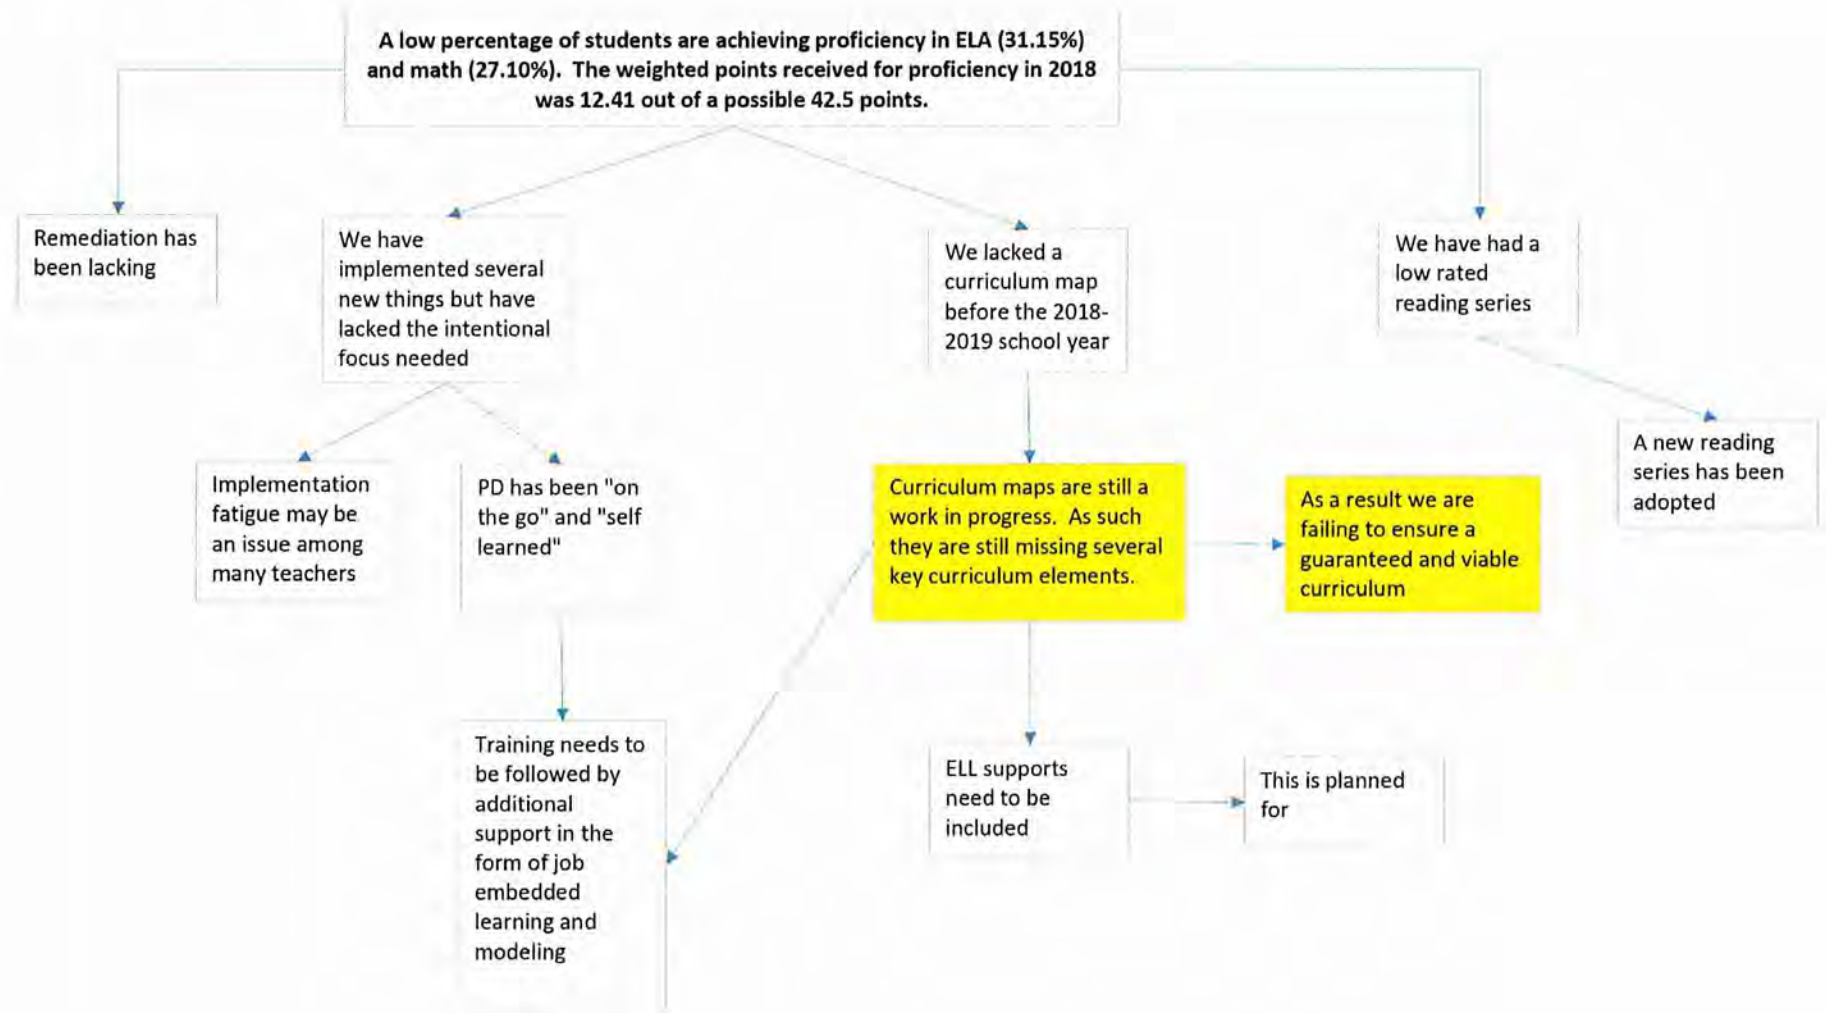 A low percentage of students are achieving proficiency in ELA (31.15%)
and math (27.10%).  The weighted points received for proficiency in 2018
was 12.41 out of a possible 42.5 points.
Remediation has
been lacking
We have
implemented several
new things but have
lacked the intentional
focus needed
We lacked a
curriculum map
before the 2018-
2019 school year
We have had a
low rated
reading series
Implementation
fatigue may be
an issue among
many teachers
PD has been "on
the go" and "self
learned"
Curriculum maps are still a
work in progress.  As such
they are still missing several
key curriculum elements.
As a result we are
failing to ensure a
guaranteed and viable
curriculum
A new reading
series has been
adopted
Training needs to
be followed by
additional
support in the
form of job
embedded
learning and
modeling
ELL supports
need to be
included
This is planned
for